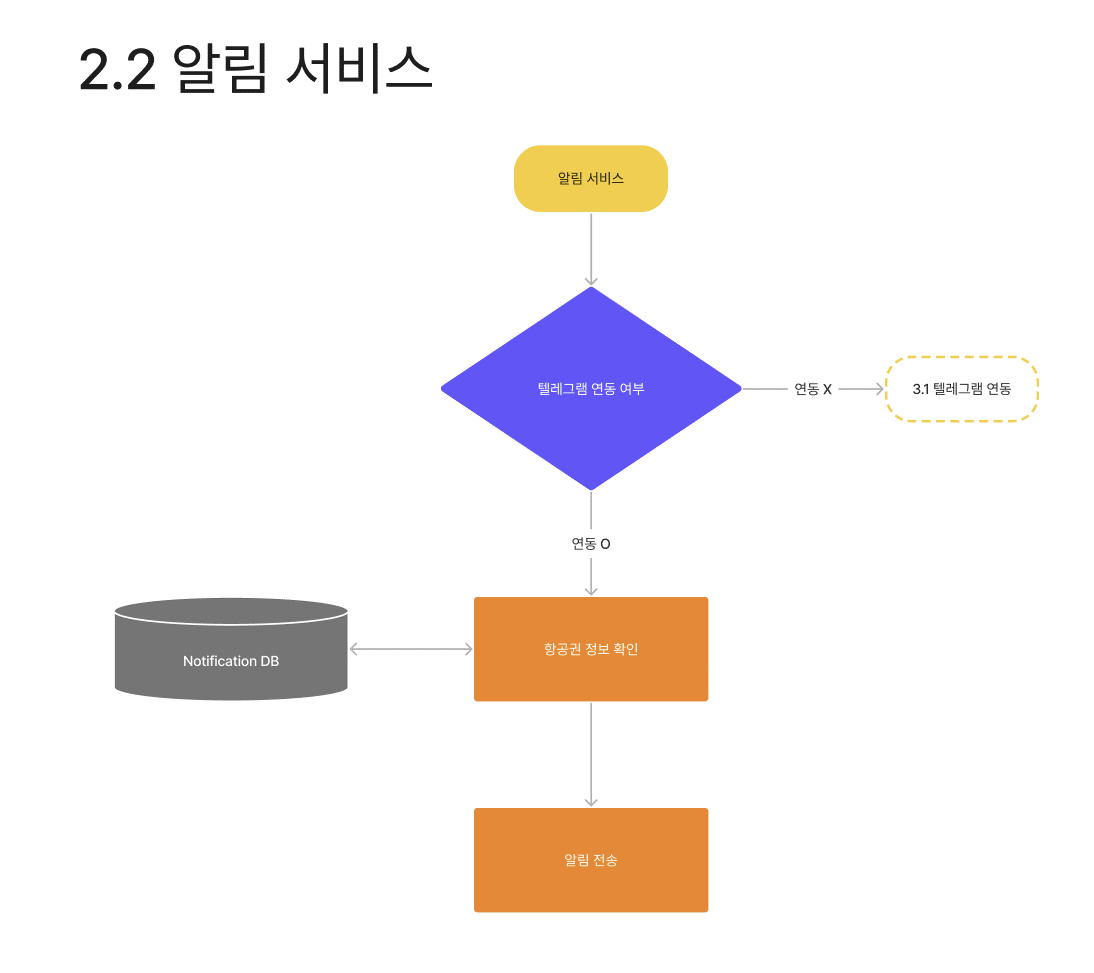 2.2 알림 서비스
알림 서비스
텔레그램 연동 여부
연동 X
3.1 텔레그램 연동
연동 O
Notification DB
항공권 정보 확인
알림 전송